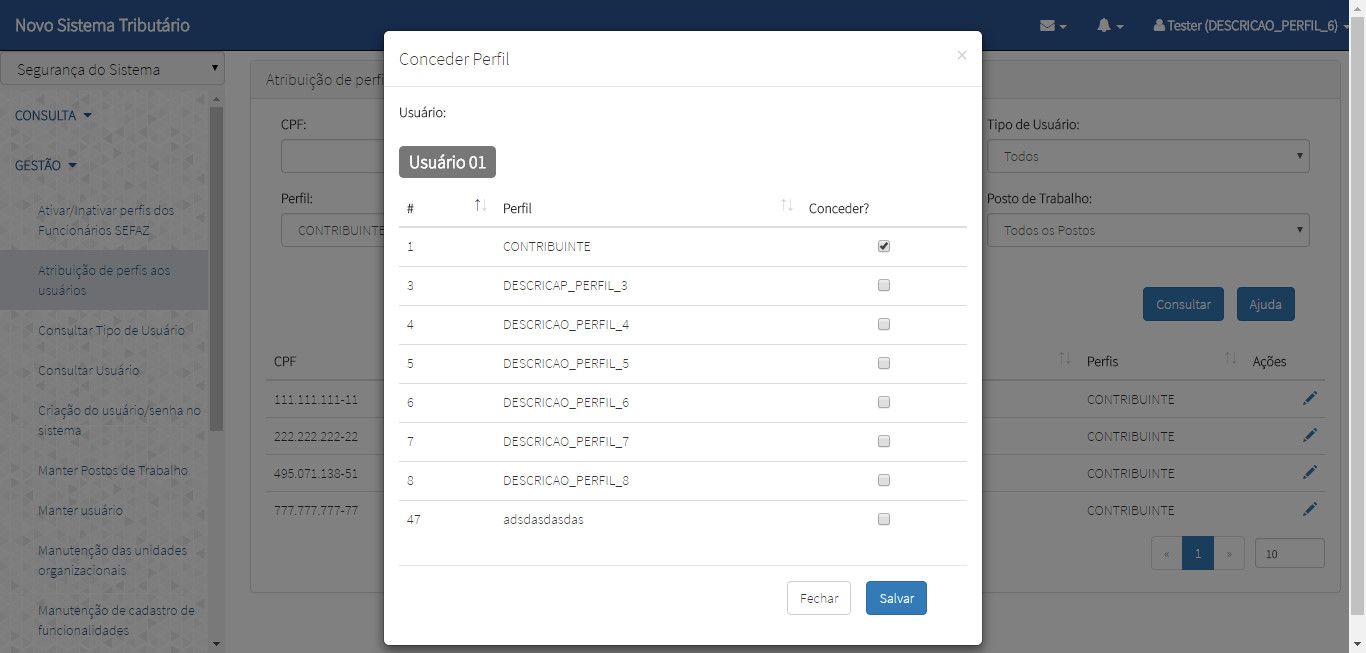 Novo Sistema Tributário
Tester (DESCRICAO_PERFIL_6)
Segurança do Sistema
CONSULTA
GESTÃO
Ativar/Inativar perfis dos
Funcionários SEFAZ
Atribuição de perfis aos
usuários
Consultar Tipo de Usuário
Consultar Usuário
Criação do usuário/senha no
sistema
Manter Postos de Trabalho
Manter usuário
Manutenção das unidades
organizacionais
Manutenção de cadastro de
funcionalidades
Atribuição de perfi
CPF:
Tipo de Usuário:
Todos
Perfil:
CONTRIBUINTE
Posto de Trabalho:
Todos os Postos
Consultar Ajuda
CPF Perfis Ações
111.111.111-11 CONTRIBUINTE
222.222.222-22 CONTRIBUINTE
495.071.138-51 CONTRIBUINTE
777.777.777-77 CONTRIBUINTE
« 1 » 10
Conceder Perfil ×
Usuário:
Usuário 01
# Perfil Conceder?
1 CONTRIBUINTE
3 DESCRICAP_PERFIL_3
4 DESCRICAO_PERFIL_4
5 DESCRICAO_PERFIL_5
6 DESCRICAO_PERFIL_6
7 DESCRICAO_PERFIL_7
8 DESCRICAO_PERFIL_8
47 adsdasdasdas
Fechar Salvar